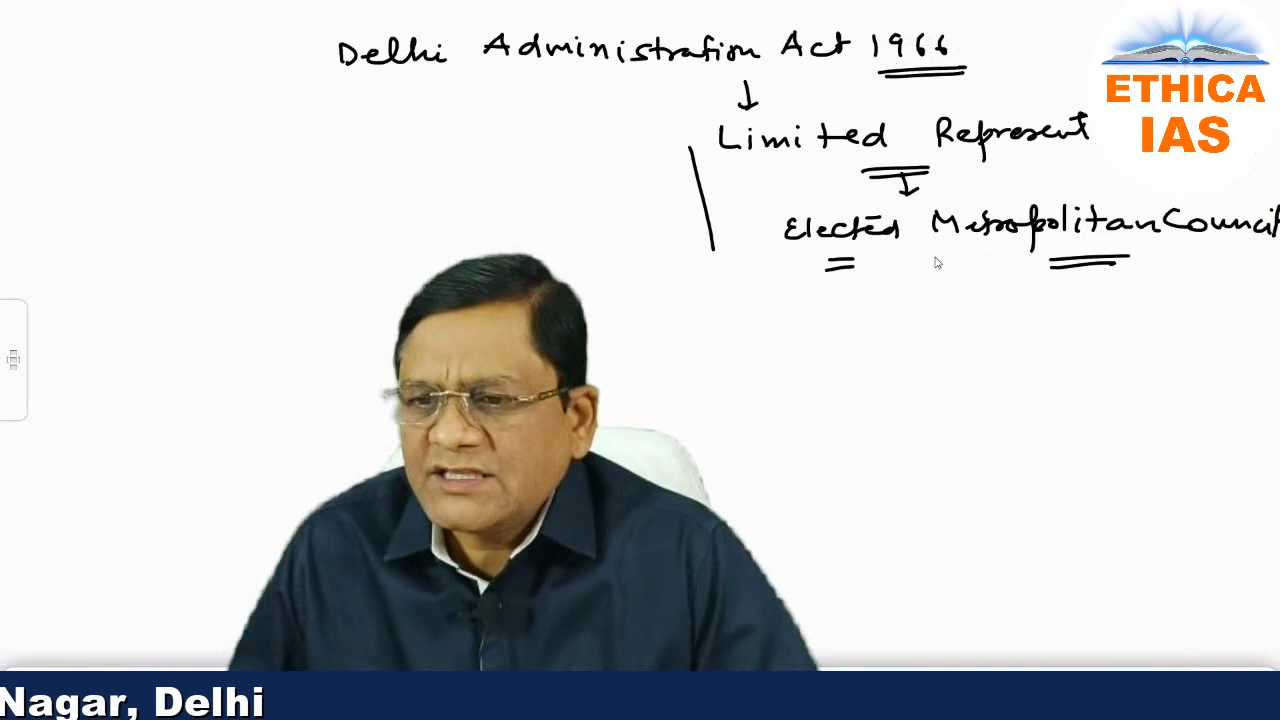 Delhi Administration Act 1966
Limited Represent
Elected Metropolitan Council
ETHICA
IAS
Nagar, Delhi